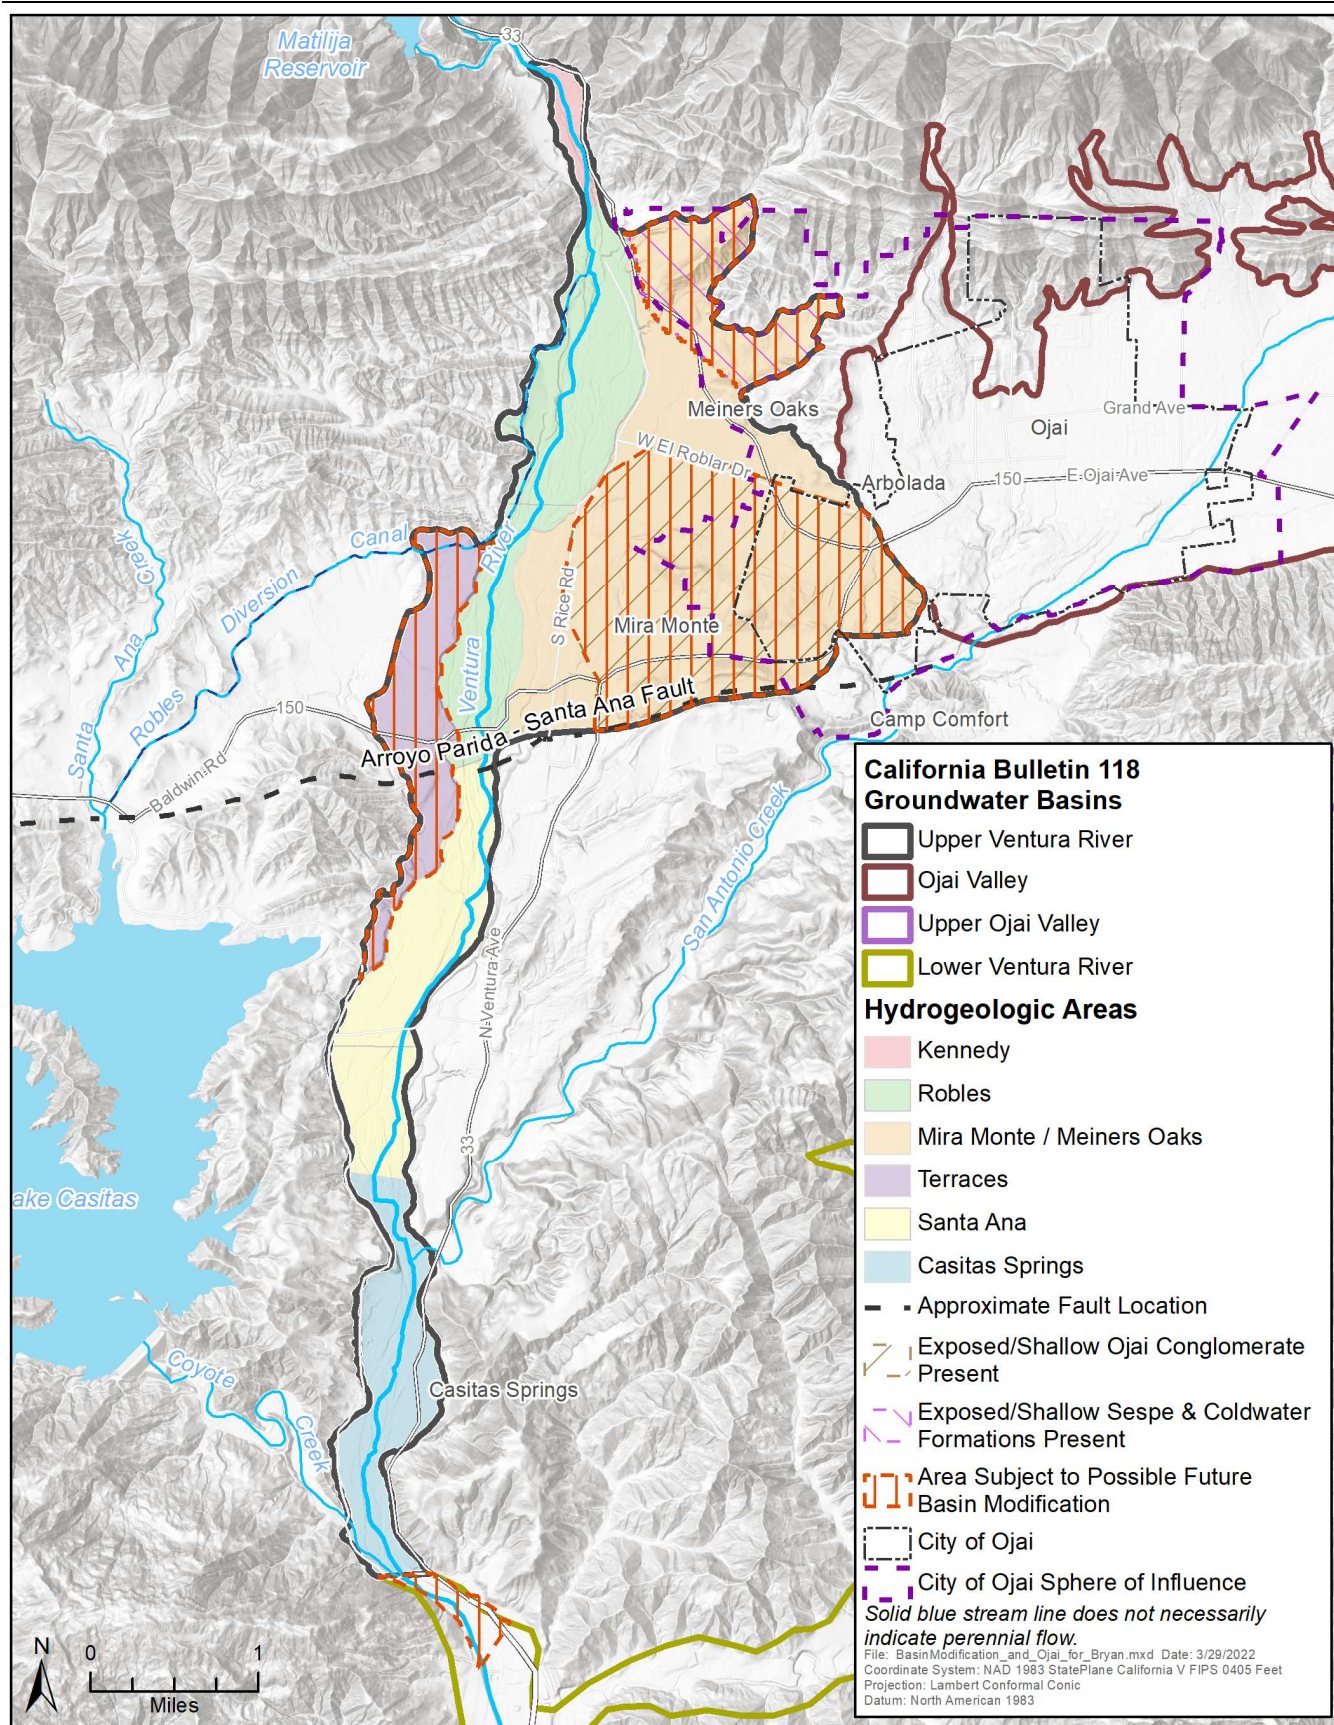 33
Matilija
Reservoir
Meiners Oaks
Grand Ave
Ojai
W El Roblar Dr
Arbolada
150
E Ojai Ave
Santa Ana Creek
Robles Diversion Canal
Ventura River
S Rice Rd
Mira Monte
150
Arroyo Parida - Santa Ana Fault
Camp Comfort
Baldwin Rd
San Antonio Creek
N Ventura Ave
33
ake Casitas
Coyote Creek
Casitas Springs
California Bulletin 118
Groundwater Basins
Upper Ventura River
Ojai Valley
Upper Ojai Valley
Lower Ventura River
Hydrogeologic Areas
Kennedy
Robles
Mira Monte / Meiners Oaks
Terraces
Santa Ana
Casitas Springs
Approximate Fault Location
Exposed/Shallow Ojai Conglomerate
Present
Exposed/Shallow Sespe & Coldwater
Formations Present
Area Subject to Possible Future
Basin Modification
City of Ojai
City of Ojai Sphere of Influence
Solid blue stream line does not necessarily
indicate perennial flow.
File: BasinModification_and_Ojai_for_Bryan.mxd Date: 3/29/2022
Coordinate System: NAD 1983 StatePlane California V FIPS 0405 Feet
Projection: Lambert Conformal Conic
Datum: North American 1983
N
0 1
Miles